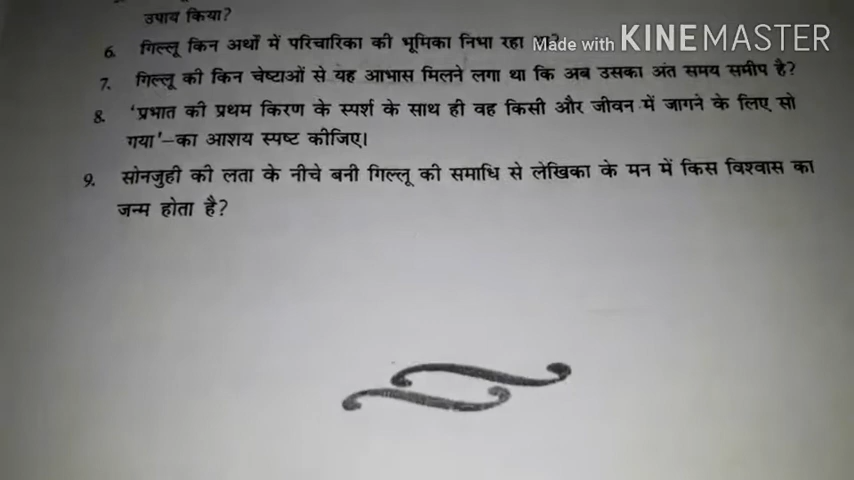 उपाय किया?
6. गिल्लू किन अर्थों में परिचारिका की भूमिका निभा रहा था?
Made with KINEMASTER
7. गिल्लू की किन चेष्टाओं से यह आभास मिलने लगा था कि अब उसका अंत समय समीप है?
8. 'प्रभात की प्रथम किरण के स्पर्श के साथ ही वह किसी और जीवन में जागने के लिए सो
गया'–का आशय स्पष्ट कीजिए।
9. सोनजुही की लता के नीचे बनी गिल्लू की समाधि से लेखिका के मन में किस विश्वास का
जन्म होता है?